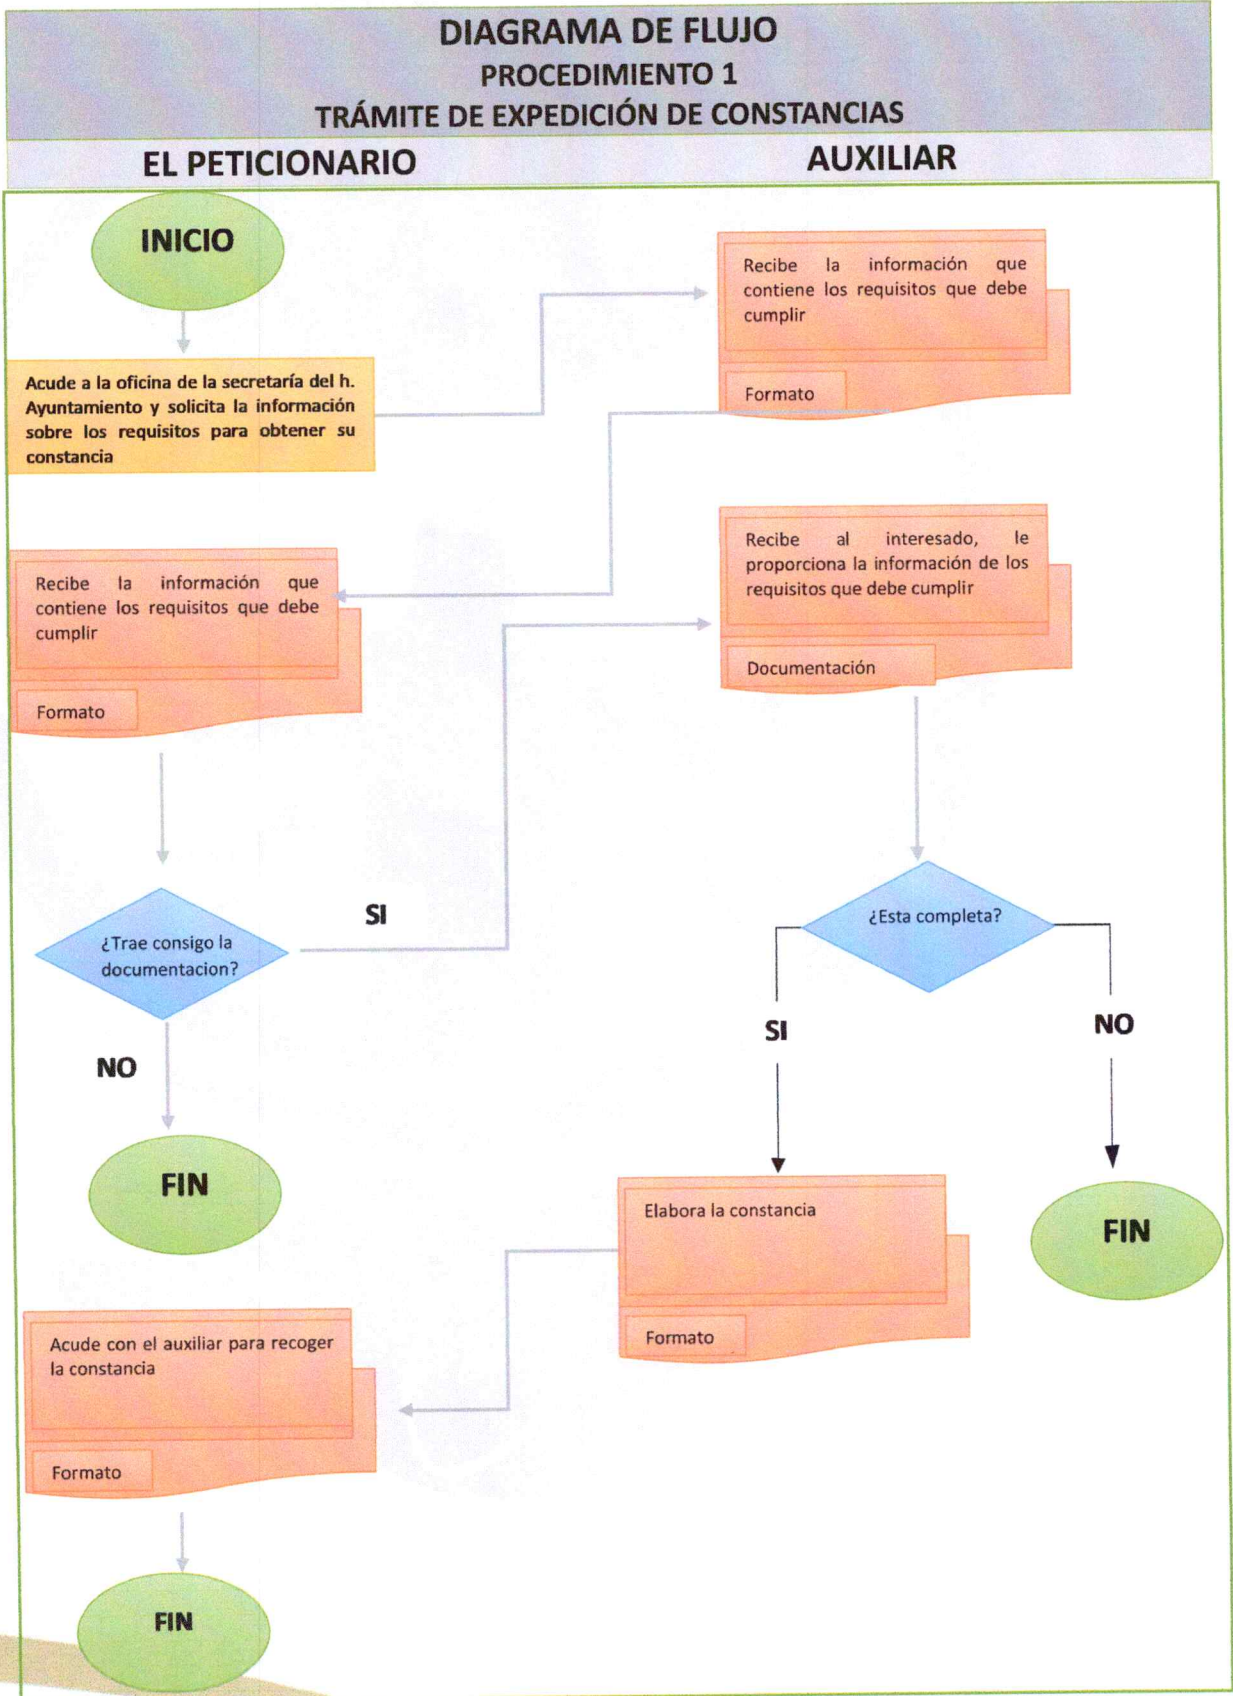 DIAGRAMA DE FLUJO
PROCEDIMIENTO 1
TRÁMITE DE EXPEDICIÓN DE CONSTANCIAS
EL PETICIONARIO
AUXILIAR
INICIO
Recibe la información que
contiene los requisitos que debe
cumplir
Formato
Acude a la oficina de la secretaría del h.
Ayuntamiento y solicita la información
sobre los requisitos para obtener su
constancia
Recibe al interesado, le
proporciona la información de los
requisitos que debe cumplir
Documentación
Recibe la información que
contiene los requisitos que debe
cumplir
Formato
¿Trae consigo la
documentacion?
SI
NO
¿Esta completa?
SI
NO
FIN
Elabora la constancia
Formato
FIN
Acude con el auxiliar para recoger
la constancia
Formato
FIN